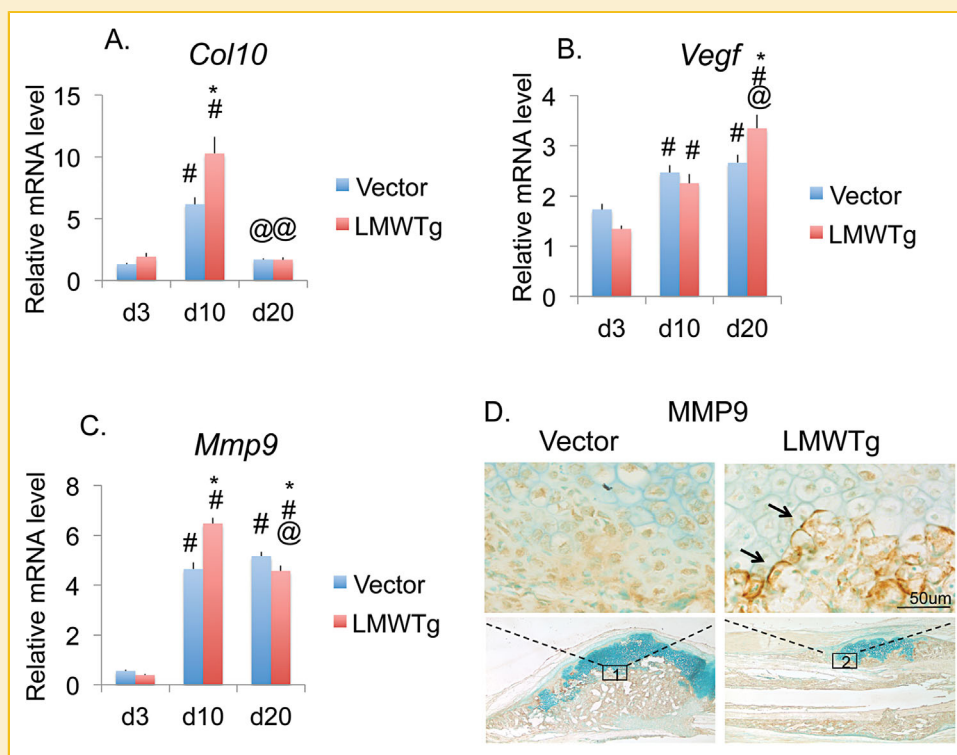 A.
Col10
Relative mRNA level
15
10
5
0
#
*
#
@@
d3 d10 d20
Vector
LMWTg
B.
Vegf
Relative mRNA level
4
3
2
1
0
# #
#
*
#
@
d3 d10 d20
Vector
LMWTg
C.
Mmp9
Relative mRNA level
8
6
4
2
0
#
*
#
#
*
#
@
d3 d10 d20
Vector
LMWTg
D.
MMP9
Vector LMWTg
50um
1
2